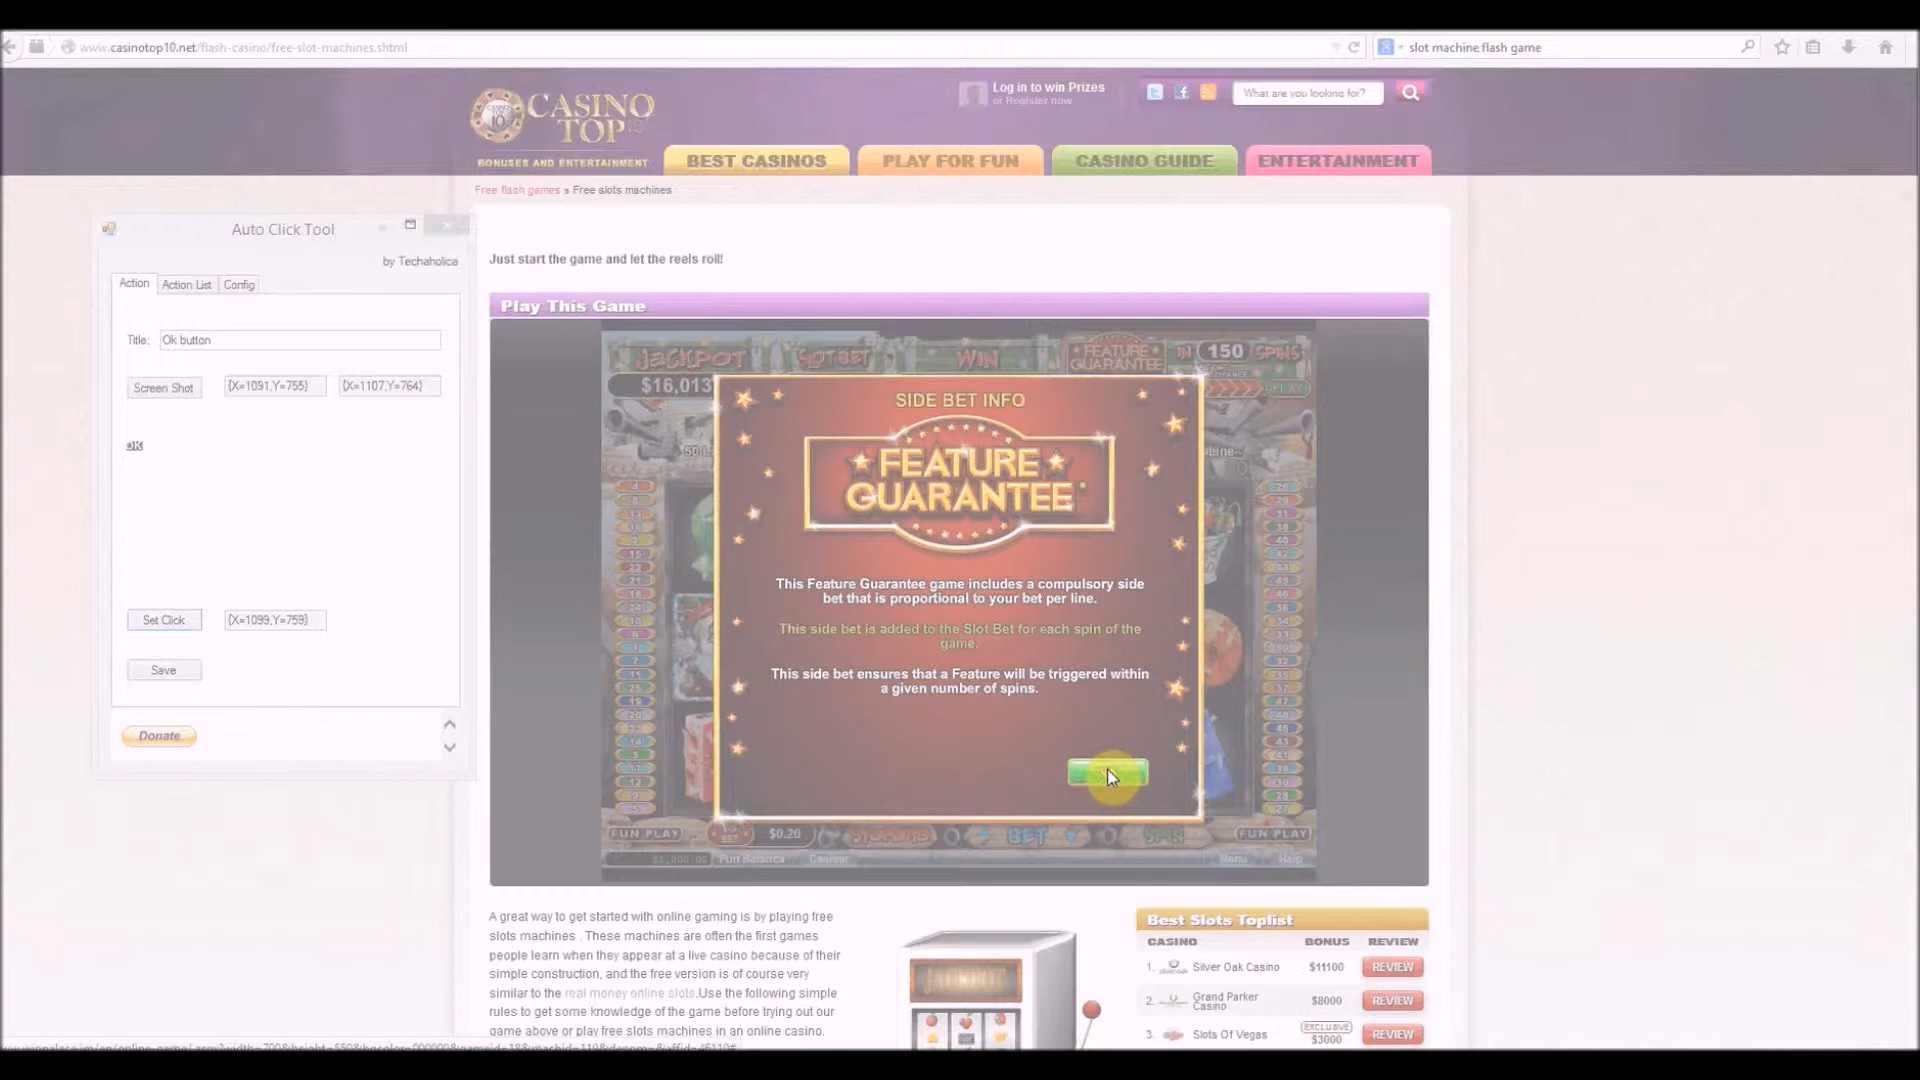 www.casinotop10.net/flash-casino/free-slot-machines.shtml
slot machine flash game
Log in to win Prizes
or Register now
What are you looking for?
CASINO
TOP10
BONUSES AND ENTERTAINMENT
BEST CASINOS
PLAY FOR FUN
CASINO GUIDE
ENTERTAINMENT
Free flash games » Free slots machines
Auto Click Tool
by Techaholica
Action
Action List
Config
Title:
Ok button
Screen Shot
{X=1091,Y=755}
{X=1107,Y=764}
OK
Set Click
{X=1099,Y=759}
Save
Donate
Just start the game and let the reels roll!
Play This Game
JACKPOT
SLOT BET
WIN
FEATURE
GUARANTEE
IN 150 SPINS
$16,013
SIDE BET INFO
FEATURE
GUARANTEE
This Feature Guarantee game includes a compulsory side
bet that is proportional to your bet per line.
This side bet is added to the Slot Bet for each spin of the
game.
This side bet ensures that a Feature will be triggered within
a given number of spins.
FUN PLAY
BET
$0.20
BET
SPIN
FUN PLAY
Fun Balance
Cashier
Menu
Help
A great way to get started with online gaming is by playing free
slots machines . These machines are often the first games
people learn when they appear at a live casino because of their
simple construction, and the free version is of course very
similar to the real money online slots.Use the following simple
rules to get some knowledge of the game before trying out our
game above or play free slots machines in an online casino.
Best Slots Toplist
CASINO
BONUS
REVIEW
1.
Silver Oak Casino
$11100
REVIEW
2.
Grand Parker
Casino
$8000
REVIEW
3.
Slots Of Vegas
EXCLUSIVE
$3000
REVIEW